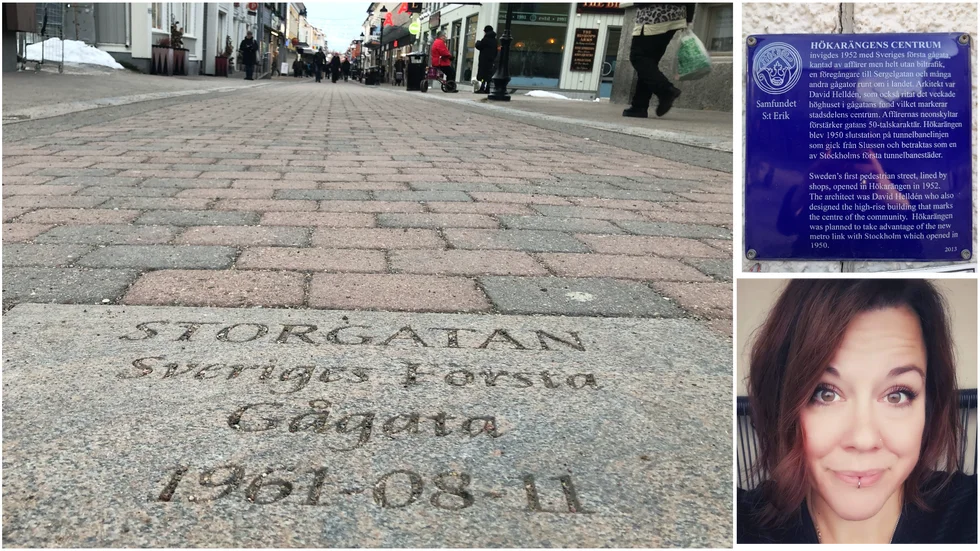 STORGATAN
Sveriges Första
Gågata
1961-08-11
HÖKARÄNGENS CENTRUM
invigdes 1952 med Sveriges första gågata
kantad av affärer men helt utan biltrafik,
en föregångare till Sergelgatan och många
andra gågator runt om i landet. Arkitekt var
David Helldén, som också ritat det veckade
höghuset i gågatans fond vilket markerar
stadsdelens centrum. Affärernas neonskyltar
förstärker gatans 50-talskaraktär. Hökarängen
blev 1950 slutstation på tunnelbanelinjen
som gick från Slussen och betraktas som en
av Stockholms första tunnelbanestäder.
Samfundet
S:t Erik
Sweden's first pedestrian street, lined by
shops, opened in Hökarängen in 1952.
The architect was David Helldén who also
designed the high-rise building that marks
the centre of the community. Hökarängen
was planned to take advantage of the new
metro link with Stockholm which opened in
1950.
2013